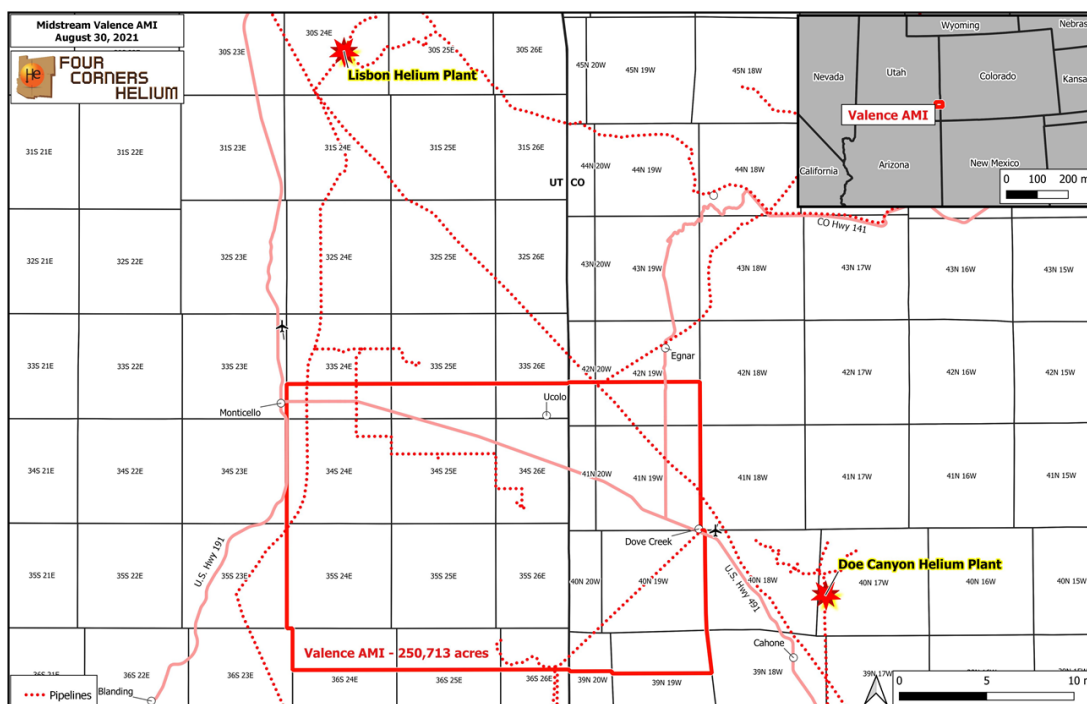 Midstream Valence AMI
August 30, 2021
He
FOUR
CORNERS
HELIUM
Lisbon Helium Plant
30S 23E
30S 24E
30S 25E
30S 26E
45N 20W
45N 19W
45N 18W
Wyoming
Nebras
Nevada
Utah
Colorado
Kansa
Valence AMI
California
Arizona
New Mexico
0 100 200 m
31S 21E
31S 22E
31S 23E
31S 24E
31S 25E
31S 26E
44N 20W
44N 19W
44N 18W
UT CO
CO Hwy 141
32S 21E
32S 22E
32S 23E
32S 24E
32S 25E
32S 26E
43N 20W
43N 19W
43N 18W
43N 17W
43N 16W
43N 15W
33S 21E
33S 22E
33S 23E
33S 24E
33S 25E
33S 26E
42N 20W
42N 19W
42N 18W
42N 17W
42N 16W
42N 15W
Egnar
Monticello
Ucolo
34S 21E
34S 22E
34S 23E
34S 24E
34S 25E
34S 26E
41N 20W
41N 19W
41N 18W
41N 17W
41N 16W
41N 15W
Dove Creek
U.S. Hwy 191
U.S. Hwy 491
Doe Canyon Helium Plant
35S 21E
35S 22E
35S 23E
35S 24E
35S 25E
35S 26E
40N 20W
40N 19W
40N 18W
40N 17W
40N 16W
40N 15W
Cahone
Valence AMI - 250,713 acres
36S 21E
36S 22E
36S 23E
36S 24E
36S 25E
36S 26E
39N 20W
39N 19W
39N 18W
39N 17W
Blanding
Pipelines
0 5 10 m